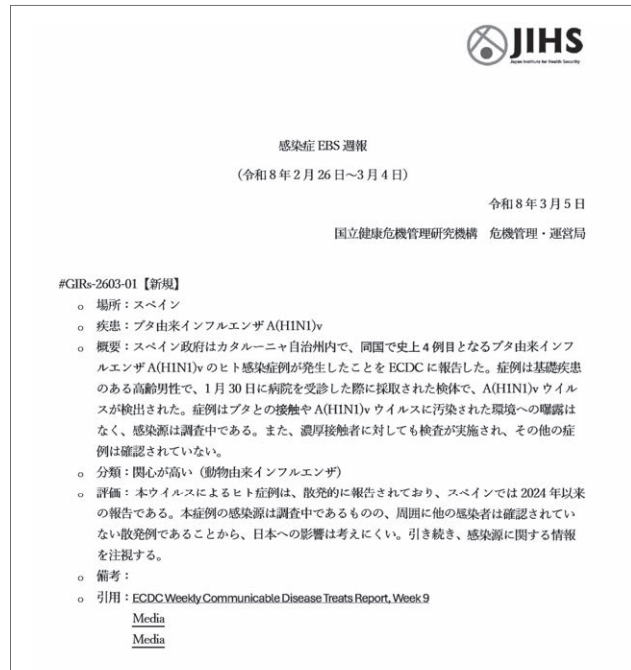 JIHS
Japan Institute for Health Security
感染症 EBS 週報
(令和8年2月26日~3月4日)
令和8年3月5日
国立健康危機管理研究機構 危機管理・運営局
#GIRs-2603-01【新規】
o 場所:スペイン
o 疾患:ブタ由来インフルエンザ A(H1N1)v
o 概要:スペイン政府はカタルーニャ自治州内で、同国で史上4例目となるブタ由来インフ
ルエンザ A(H1N1)v のヒト感染症例が発生したことを ECDC に報告した。症例は基礎疾患
のある高齢男性で、1月30日に病院を受診した際に採取された検体で、A(H1N1)v ウイル
スが検出された。症例はブタとの接触や A(H1N1)v ウイルスに汚染された環境への曝露は
なく、感染源は調査中である。また、濃厚接触者に対しても検査が実施され、その他の症
例は確認されていない。
o 分類:関心が高い(動物由来インフルエンザ)
o 評価:本ウイルスによるヒト症例は、散発的に報告されており、スペインでは2024年以来
の報告である。本症例の感染源は調査中であるものの、周囲に他の感染者は確認されてい
ない散発例であることから、日本への影響は考えにくい。引き続き、感染源に関する情報
を注視する。
o 備考:
o 引用:ECDC Weekly Communicable Disease Treats Report, Week 9
Media
Media